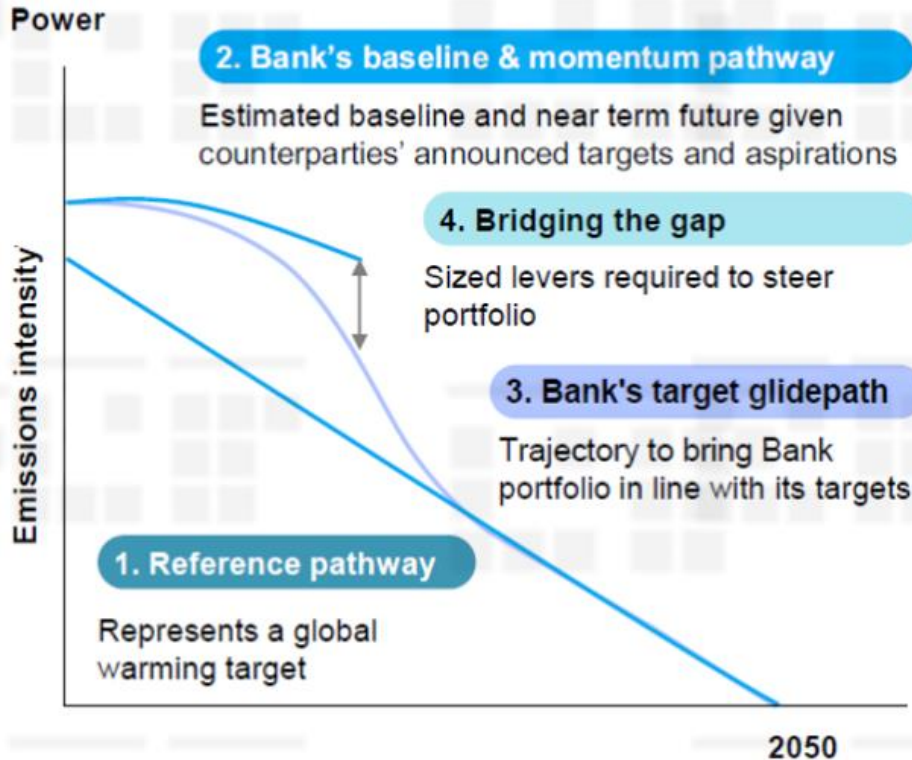 Power
2. Bank's baseline & momentum pathway
Estimated baseline and near term future given
counterparties' announced targets and aspirations
4. Bridging the gap
Sized levers required to steer
portfolio
Emissions intensity
3. Bank's target glidepath
Trajectory to bring Bank
portfolio in line with its targets
1. Reference pathway
Represents a global
warming target
2050